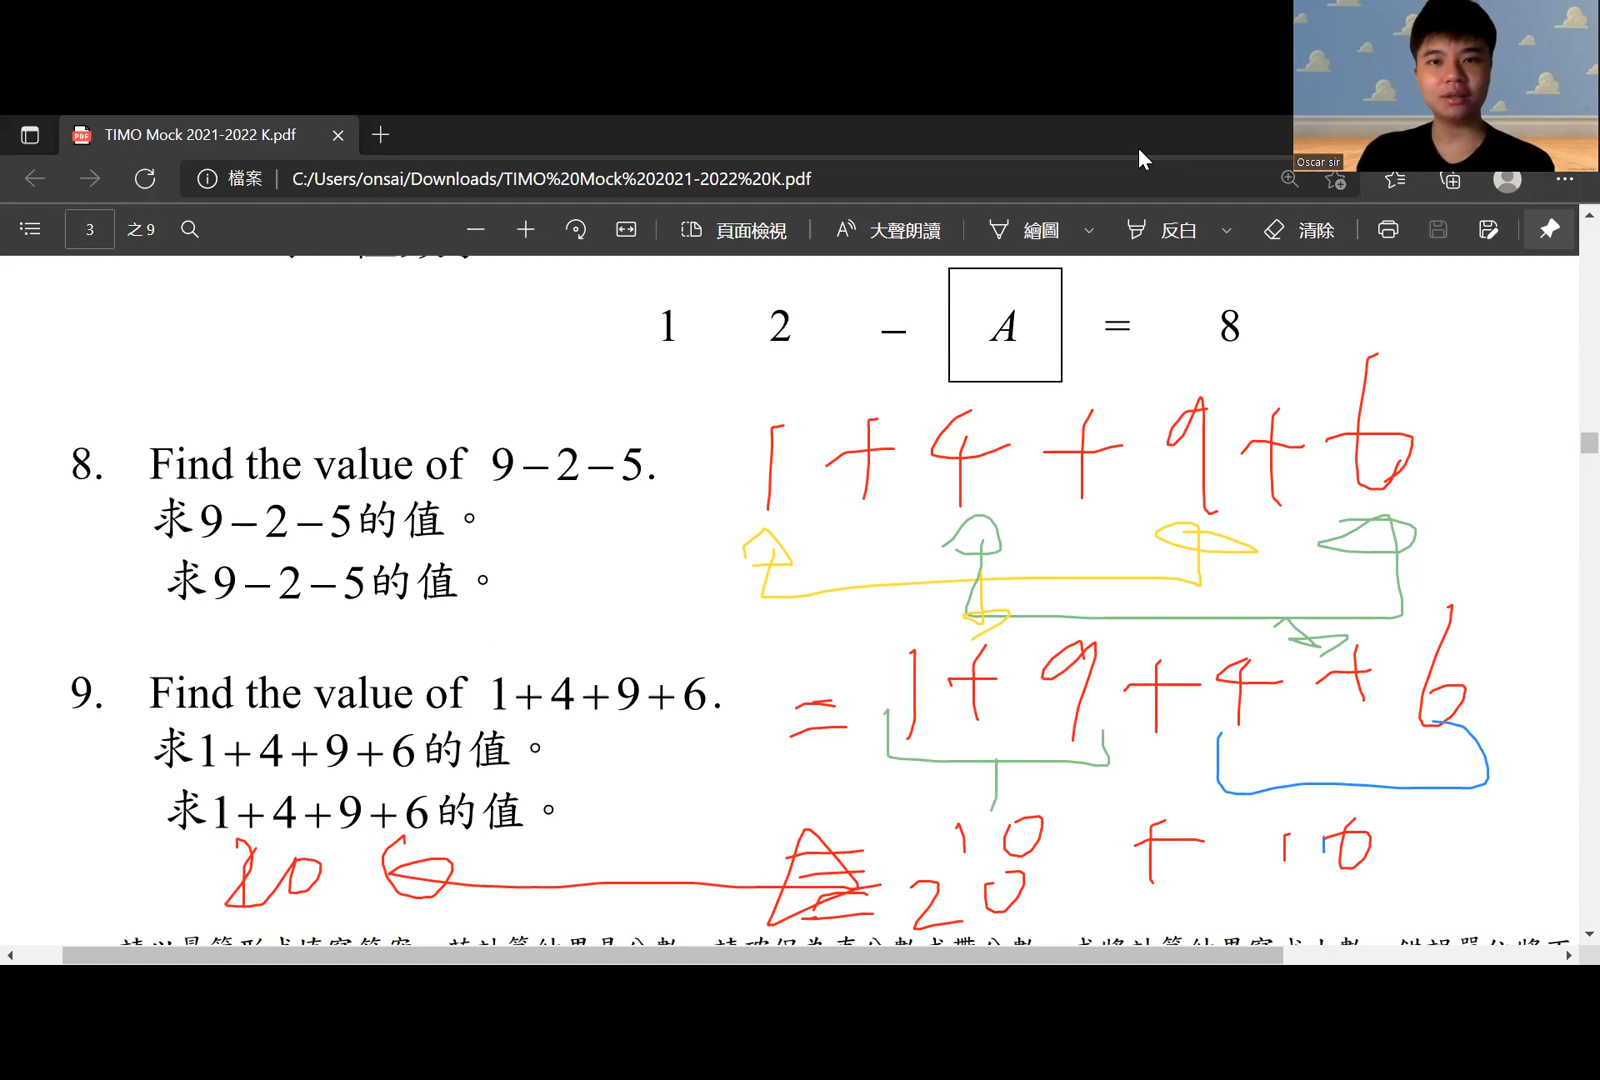 Oscar sir
TIMO Mock 2021-2022 K.pdf
檔案 C:/Users/onsai/Downloads/TIMO%20Mock%202021-2022%20K.pdf
3 之 9 頁面檢視 大聲朗讀 繪圖 反白 清除
1 2 – A = 8
1 + 4 + 9 + 6
8. Find the value of 9 – 2 – 5.
求9 – 2 – 5的值。
求9 – 2 – 5的值。
= 1 + 9 + 4 + 6
9. Find the value of 1 + 4 + 9 + 6.
求1 + 4 + 9 + 6的值。
求1 + 4 + 9 + 6的值。
10 + 10
20
20